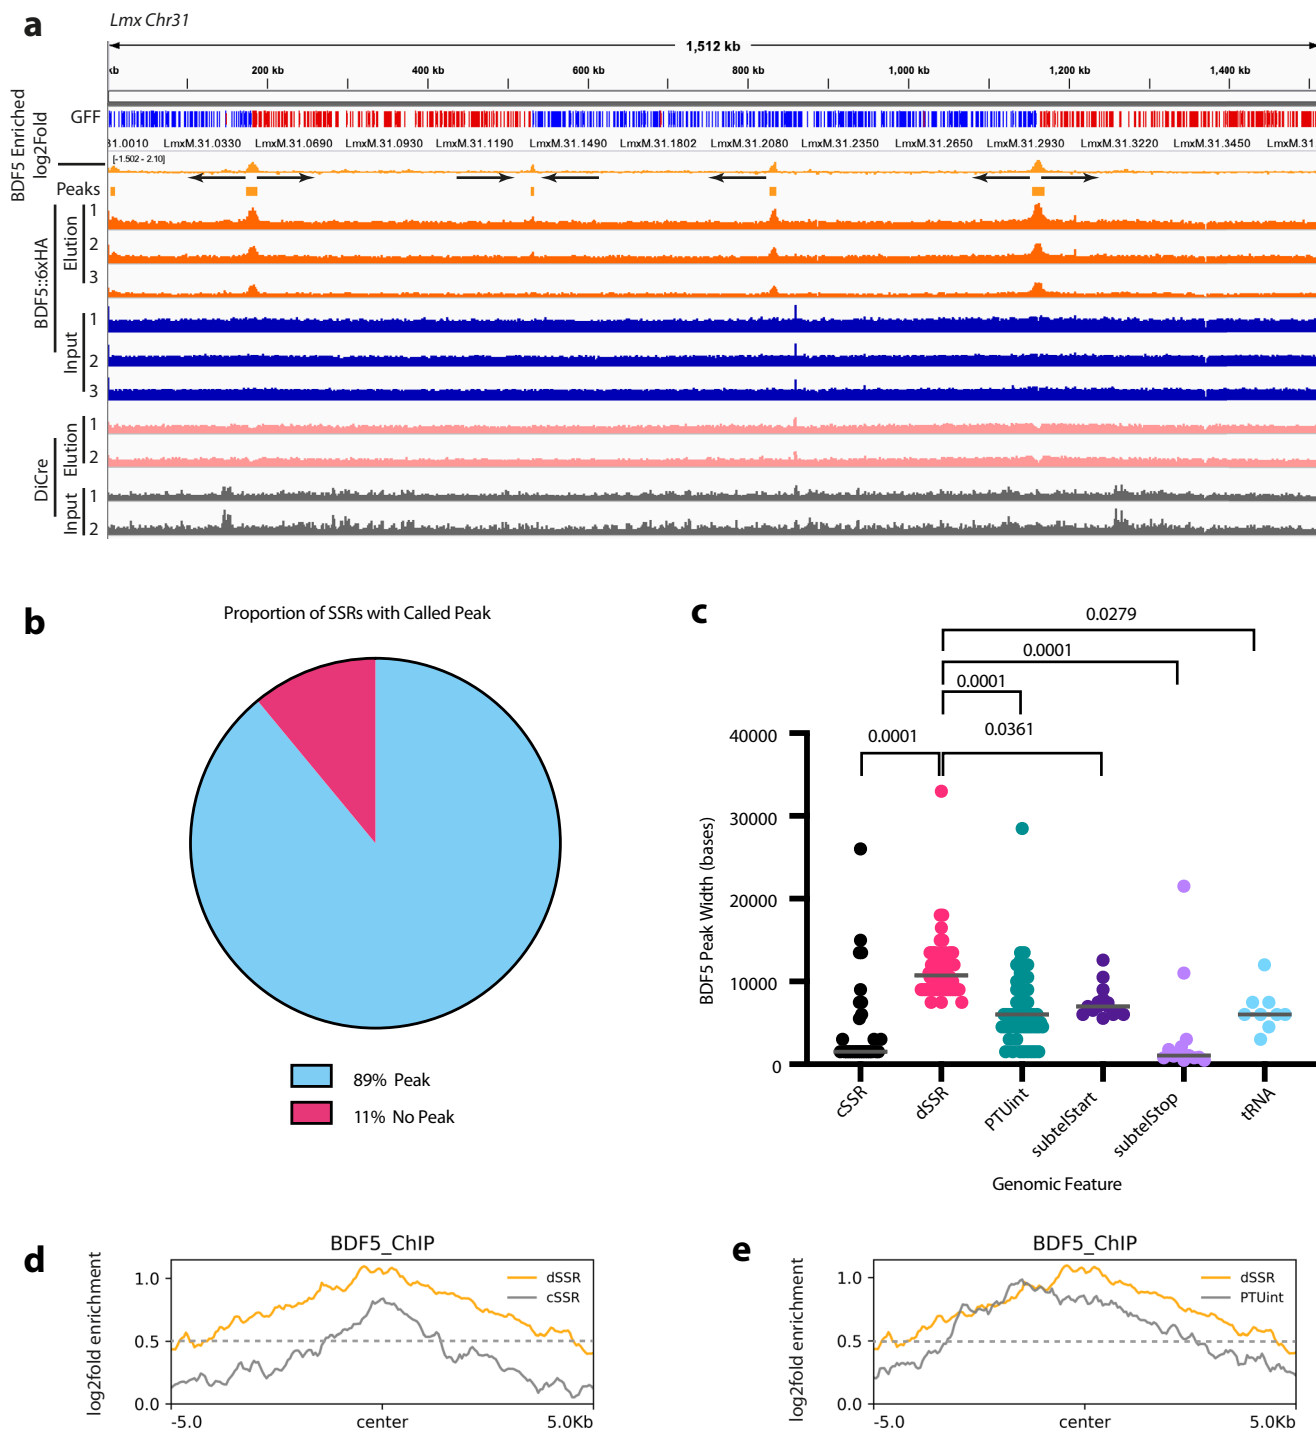 a
Lmx Chr31
1,512 kb
kb 200 kb 400 kb 600 kb 800 kb 1,000 kb 1,200 kb 1,400 kb
GFF
31.0010 LmxM.31.0330 LmxM.31.0690 LmxM.31.0930 LmxM.31.1190 LmxM.31.1490 LmxM.31.1802 LmxM.31.2080 LmxM.31.2350 LmxM.31.2650 LmxM.31.2930 LmxM.31.3220 LmxM.31.3450 LmxM.31
BDF5 Enriched
log2Fold
[-1.502 - 2.10]
Peaks
BDF5::6xHA
Elution
1
2
3
Input
1
2
3
DiCre
Elution
1
2
Input
1
2
b
Proportion of SSRs with Called Peak
89% Peak
11% No Peak
c
0.0279
0.0001
0.0001
0.0001
0.0361
BDF5 Peak Width (bases)
40000
30000
20000
10000
0
cSSR
dSSR
PTUint
subtelStart
subtelStop
tRNA
Genomic Feature
d
BDF5_ChIP
log2fold enrichment
1.0
0.5
0.0
dSSR
cSSR
-5.0 center 5.0Kb
e
BDF5_ChIP
log2fold enrichment
1.0
0.5
0.0
dSSR
PTUint
-5.0 center 5.0Kb